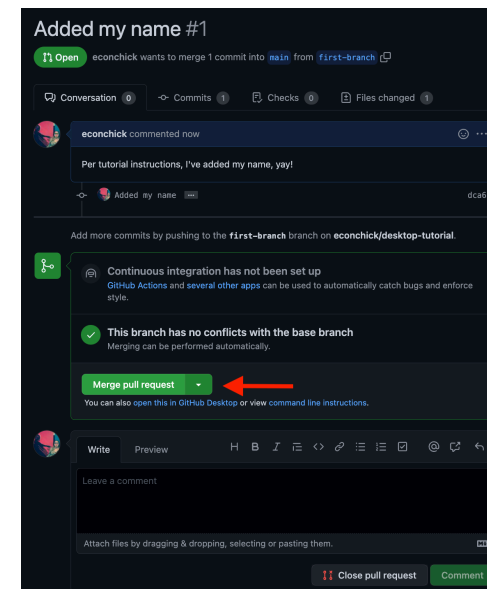 Added my name #1
Open econchick wants to merge 1 commit into main from first-branch
Conversation 0 Commits 1 Checks 0 Files changed 1
econchick commented now
Per tutorial instructions, I've added my name, yay!
Added my name dca6
Add more commits by pushing to the first-branch branch on econchick/desktop-tutorial.
Continuous integration has not been set up
GitHub Actions and several other apps can be used to automatically catch bugs and enforce
style.
This branch has no conflicts with the base branch
Merging can be performed automatically.
Merge pull request
You can also open this in GitHub Desktop or view command line instructions.
Write Preview H B I
Leave a comment
Attach files by dragging & dropping, selecting or pasting them.
Close pull request Comment